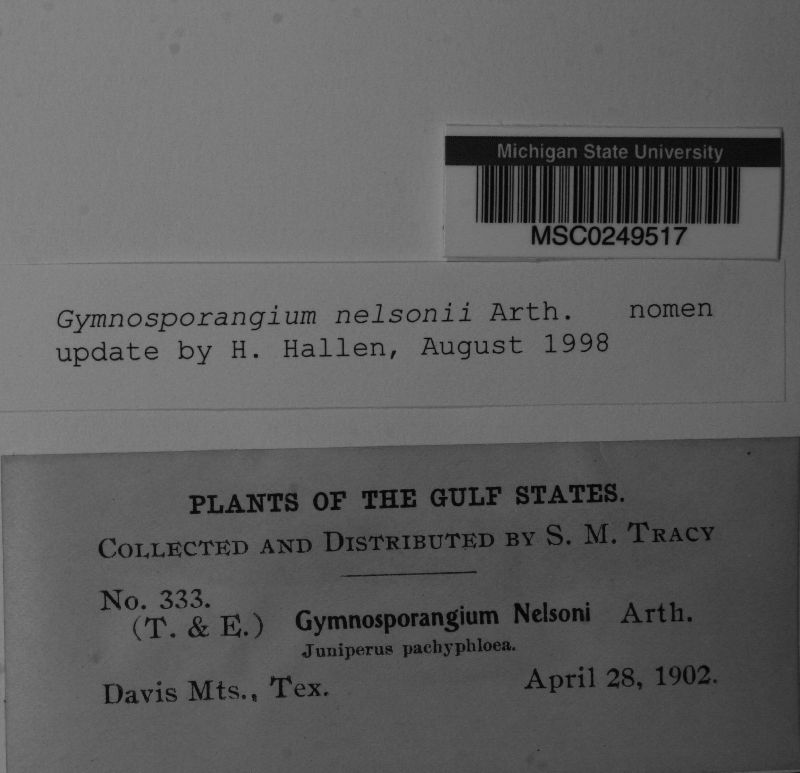 Michigan State University
MSC0249517
Gymnosporangium nelsonii Arth. nomen
update by H. Hallen, August 1998
PLANTS OF THE GULF STATES.
COLLECTED AND DISTRIBUTED BY S. M. TRACY
No. 333.
(T. & E.) Gymnosporangium Nelsoni Arth.
Juniperus pachyphloea.
Davis Mts., Tex. April 28, 1902.